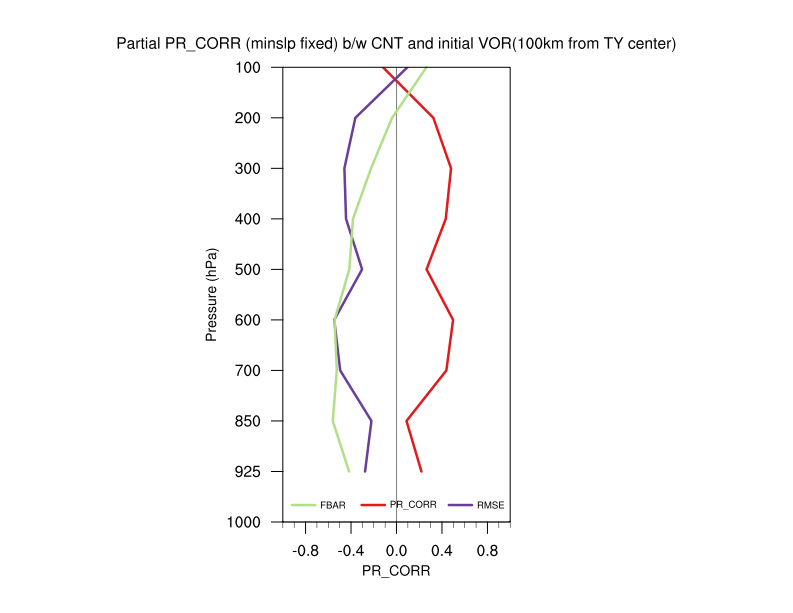 Partial PR_CORR (minslp fixed) b/w CNT and initial VOR(100km from TY center)
100
200
300
400
500
600
700
850
925
1000
Pressure (hPa)
FBAR PR_CORR RMSE
-0.8 -0.4 0.0 0.4 0.8
PR_CORR